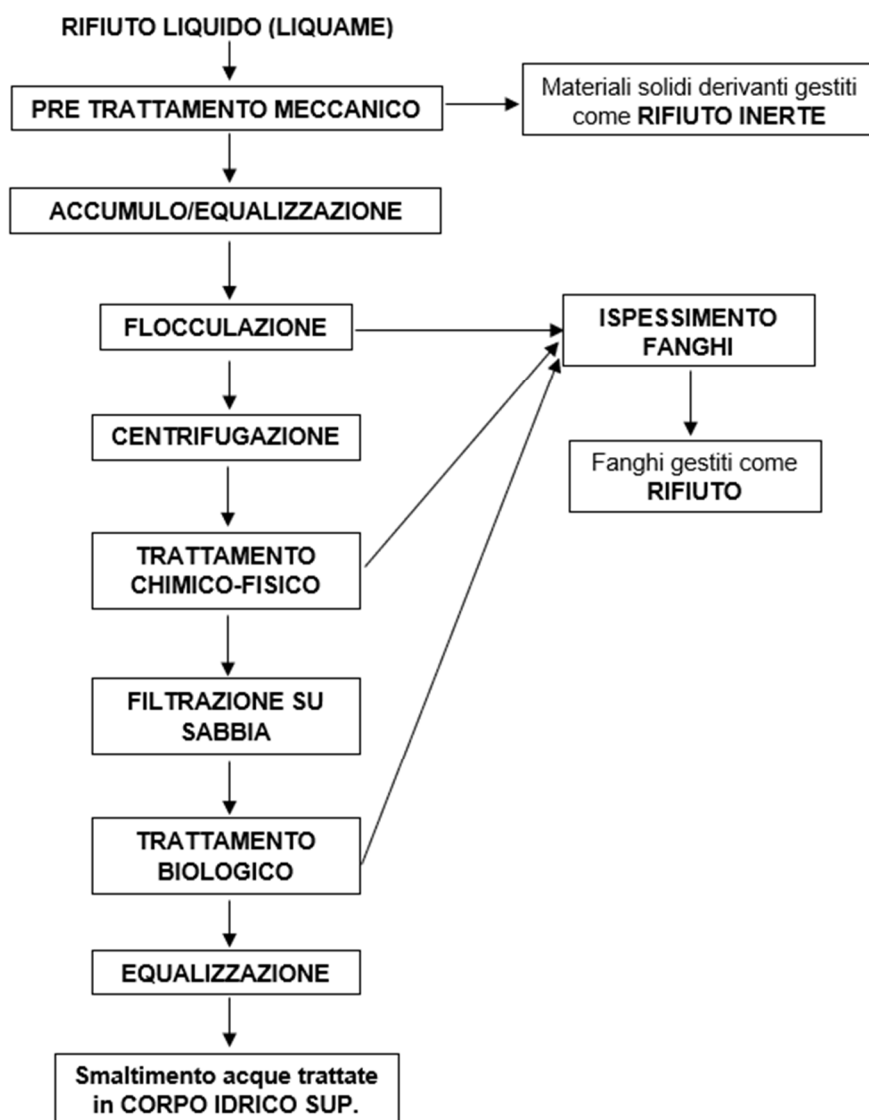 RIFIUTO LIQUIDO (LIQUAME)
PRE TRATTAMENTO MECCANICO
Materiali solidi derivanti gestiti
come RIFIUTO INERTE
ACCUMULO/EQUALIZZAZIONE
FLOCCULAZIONE
ISPESSIMENTO
FANGHI
CENTRIFUGAZIONE
Fanghi gestiti come
RIFIUTO
TRATTAMENTO
CHIMICO-FISICO
FILTRAZIONE SU
SABBIA
TRATTAMENTO
BIOLOGICO
EQUALIZZAZIONE
Smaltimento acque trattate
in CORPO IDRICO SUP.